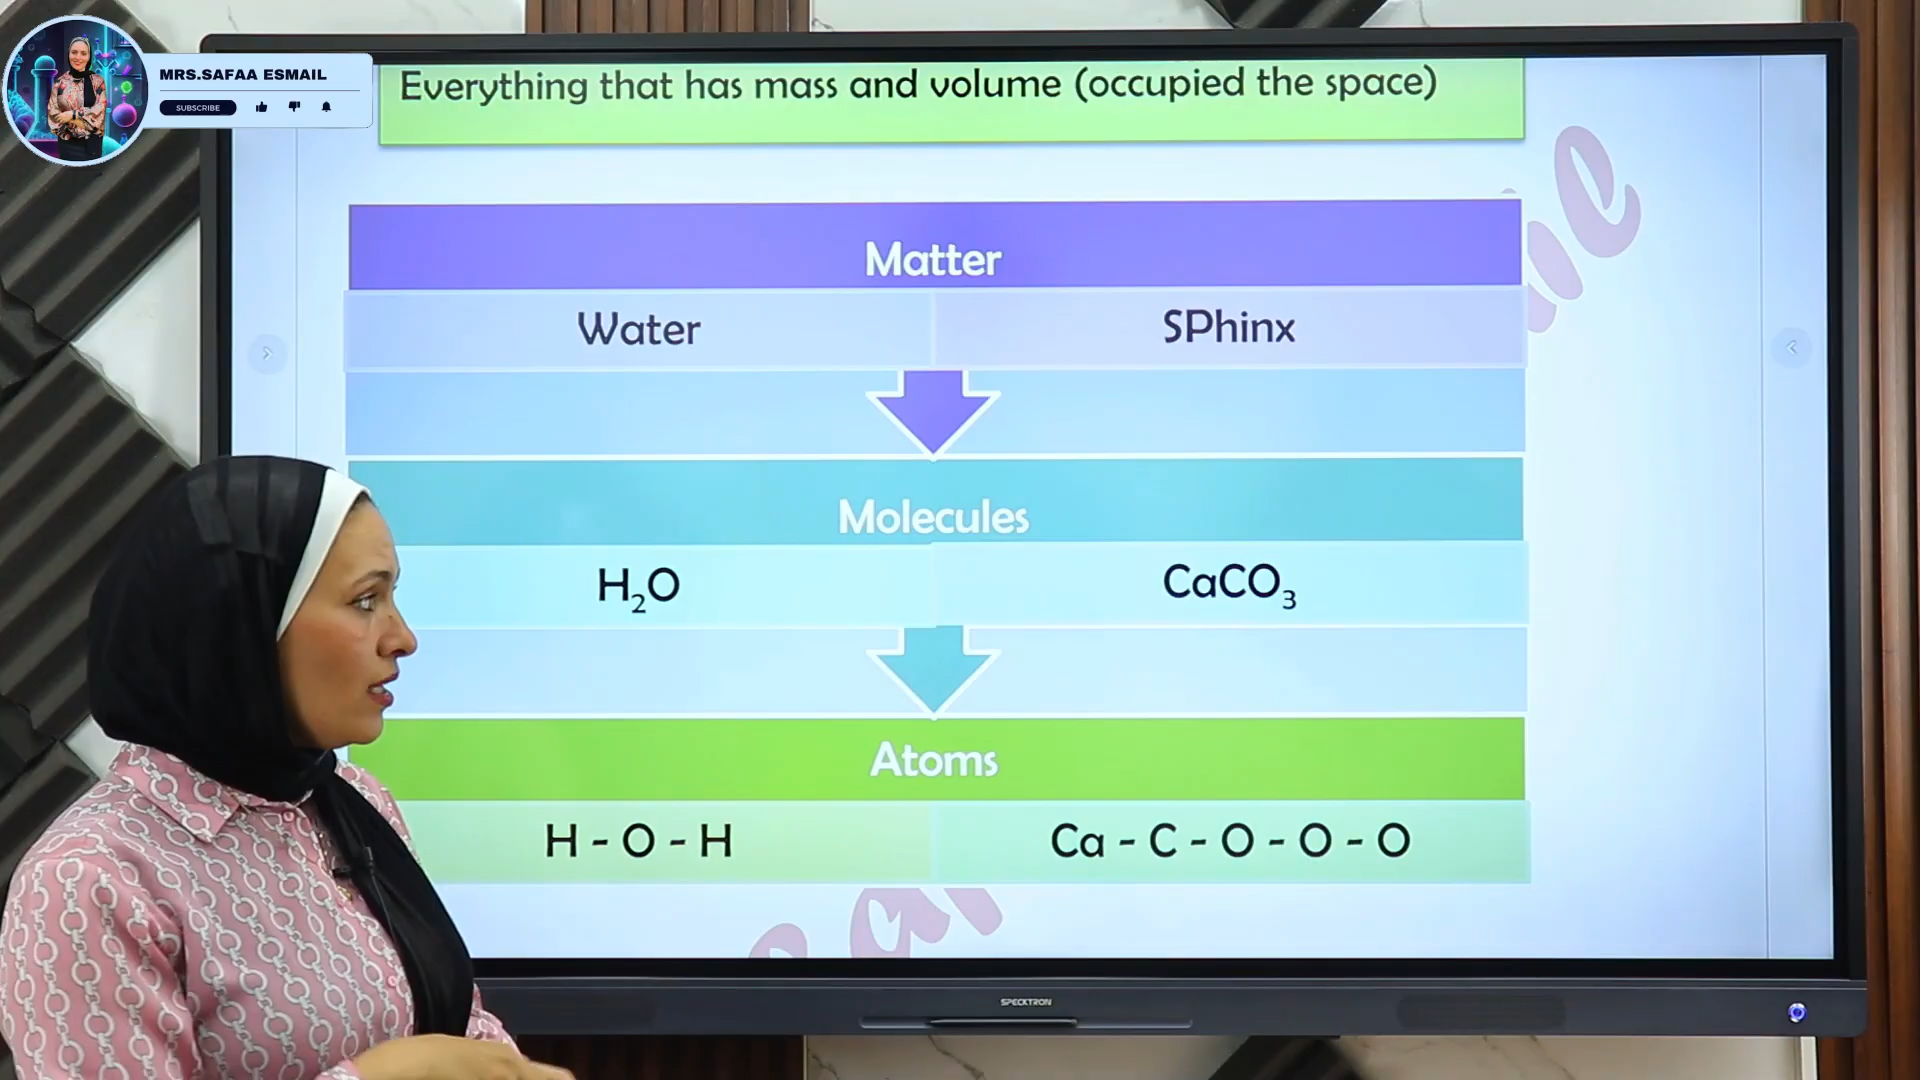 MRS.SAFAA ESMAIL
SUBSCRIBE
Everything that has mass and volume (occupied the space)
Matter
Water
SPhinx
Molecules
H₂O
CaCO₃
Atoms
H - O - H
Ca - C - O - O - O
SPECKTRON